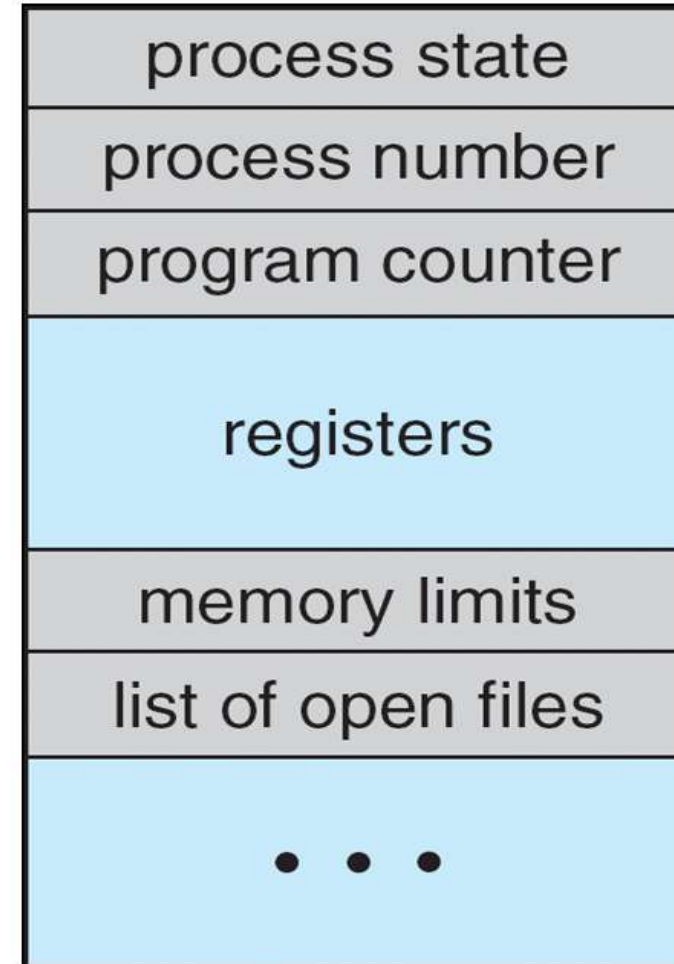 process state
process number
program counter
registers
memory limits
list of open files
• • •